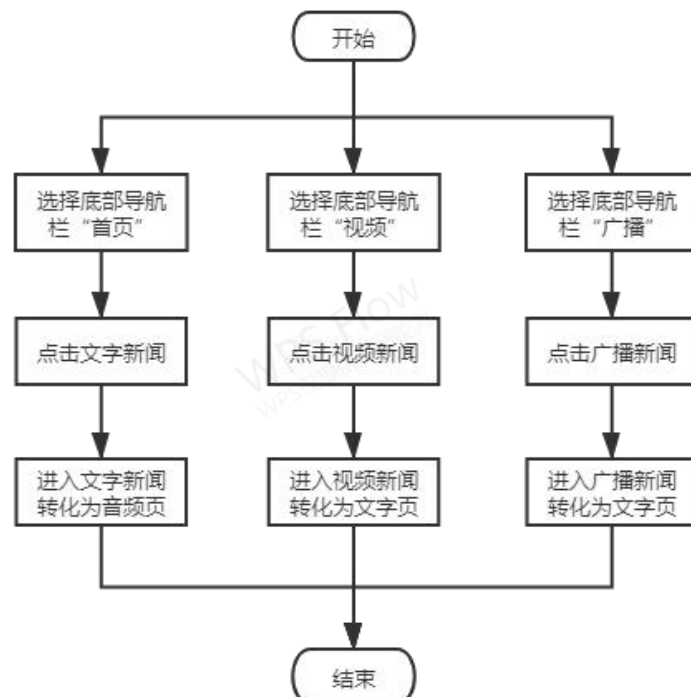 开始
选择底部导航
栏“首页”
选择底部导航
栏“视频”
选择底部导航
栏“广播”
点击文字新闻
点击视频新闻
点击广播新闻
进入文字新闻
转化为音频页
进入视频新闻
转化为文字页
进入广播新闻
转化为文字页
结束
WPS Flow